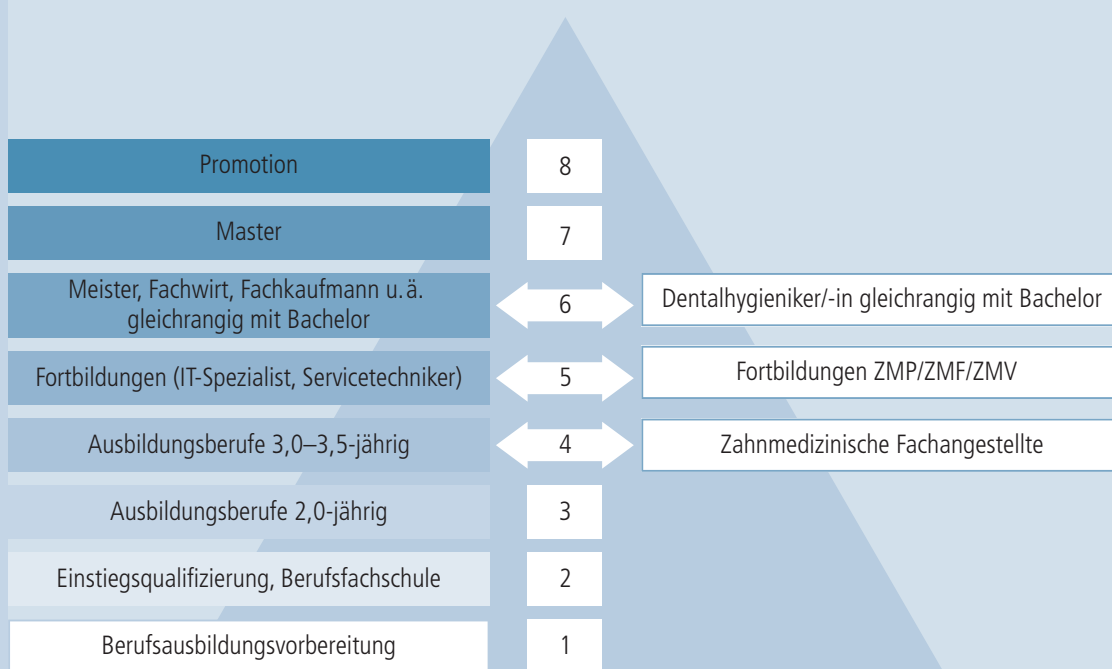 Promotion
8
Master
7
Meister, Fachwirt, Fachkaufmann u. ä.
gleichrangig mit Bachelor
6
Dentalhygieniker/-in gleichrangig mit Bachelor
Fortbildungen (IT-Spezialist, Servicetechniker)
5
Fortbildungen ZMP/ZMF/ZMV
Ausbildungsberufe 3,0–3,5-jährig
4
Zahnmedizinische Fachangestellte
Ausbildungsberufe 2,0-jährig
3
Einstiegsqualifizierung, Berufsfachschule
2
Berufsausbildungsvorbereitung
1